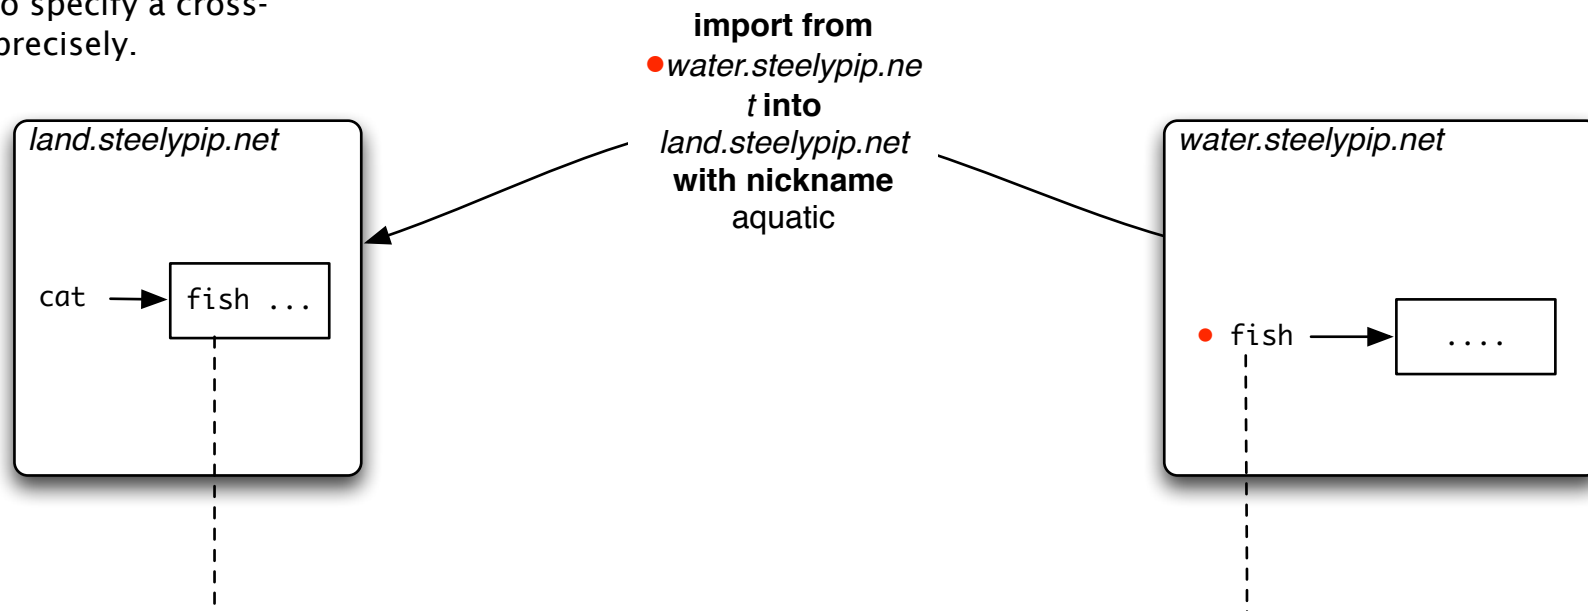 o specify a cross-
precisely.
import from
•water.steelypip.ne
t into
land.steelypip.net
with nickname
aquatic
land.steelypip.net
cat
fish ...
water.steelypip.net
• fish
....